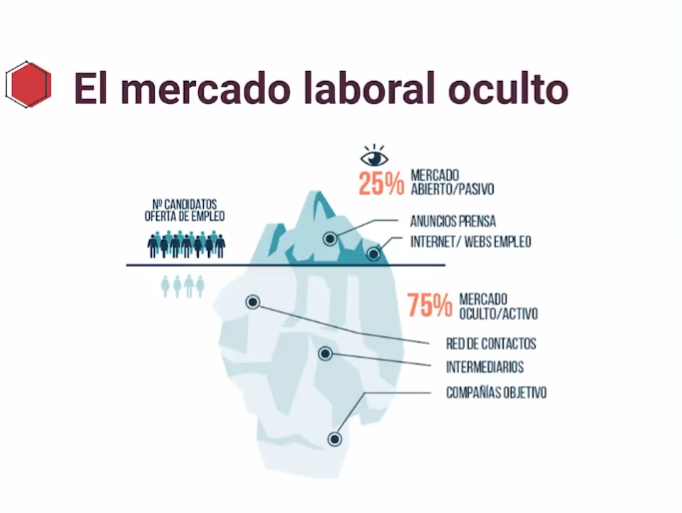 El mercado laboral oculto
25% MERCADO
ABIERTO/PASIVO
Nº CANDIDATOS
OFERTA DE EMPLEO
ANUNCIOS PRENSA
INTERNET/ WEBS EMPLEO
75% MERCADO
OCULTO/ACTIVO
RED DE CONTACTOS
INTERMEDIARIOS
COMPAÑÍAS OBJETIVO